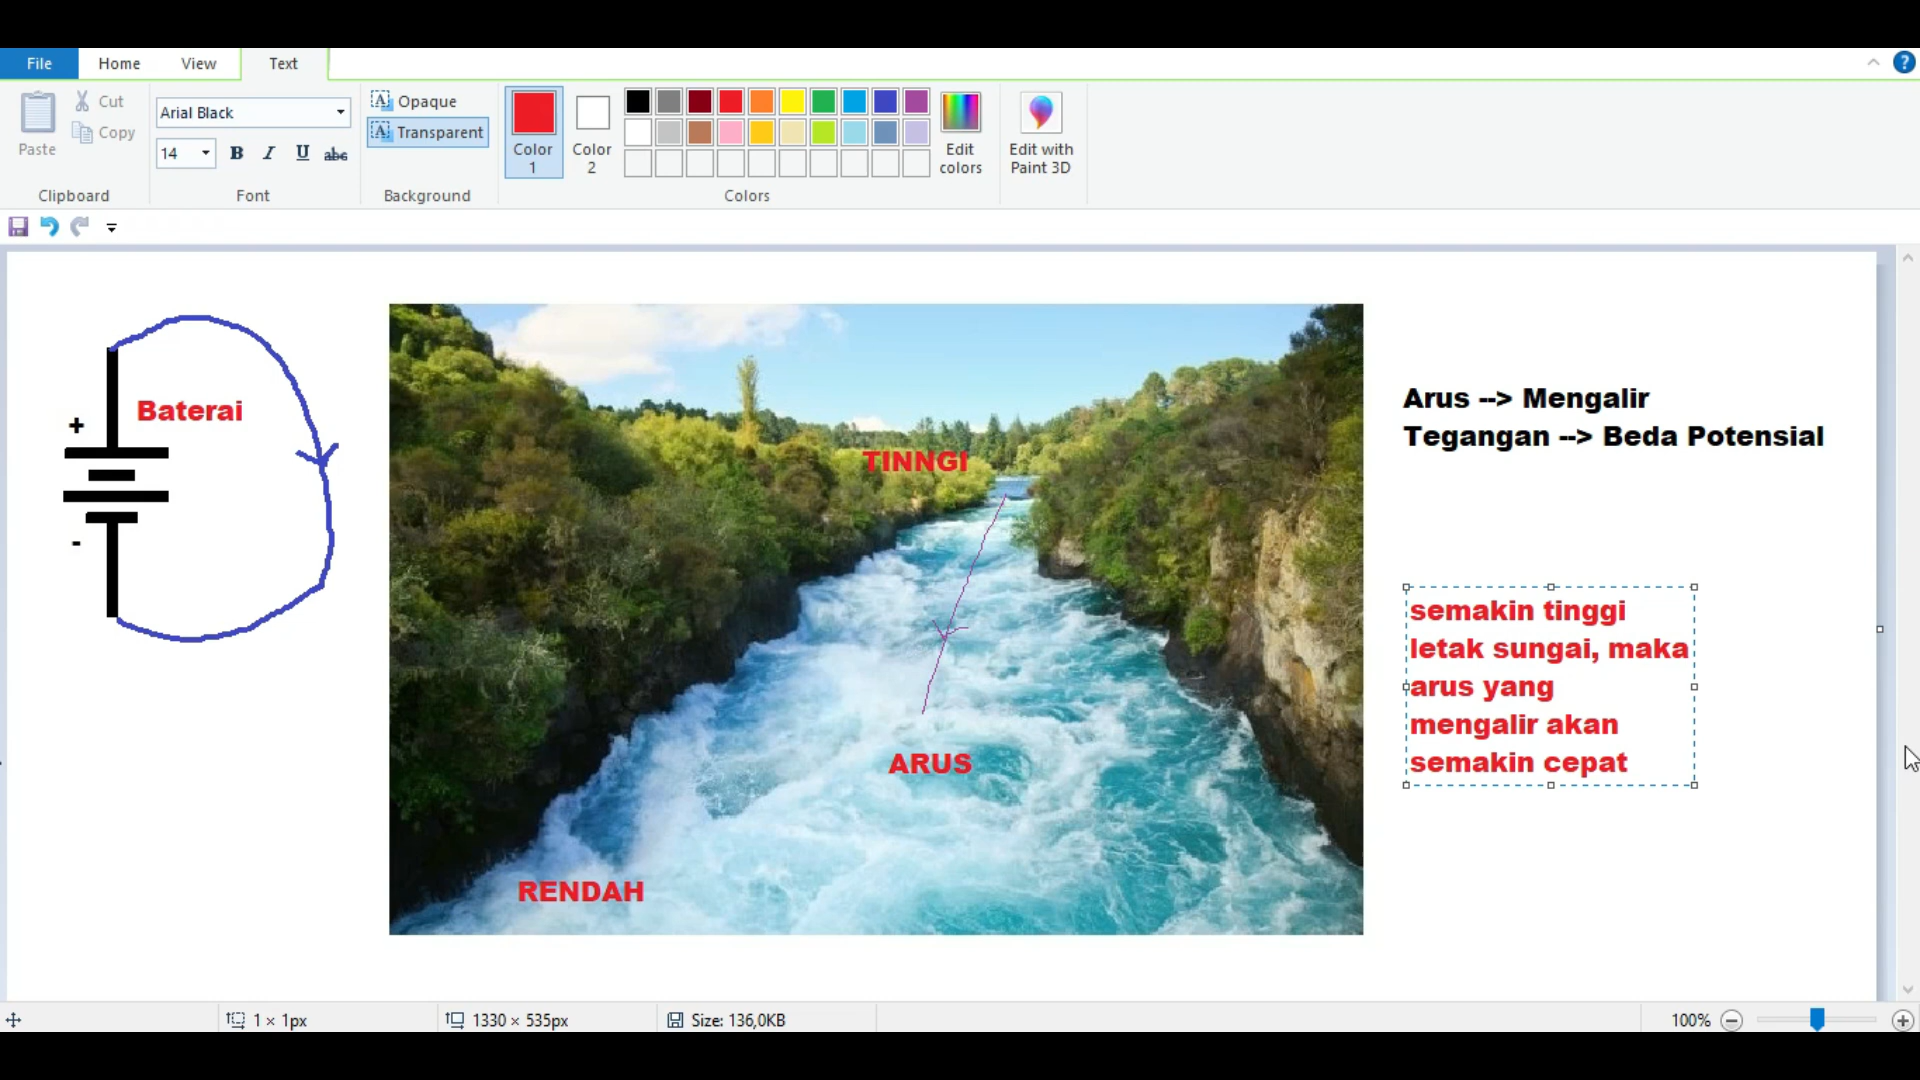 File Home View Text
Cut
Copy
Paste
Clipboard
Arial Black
14 B I U abc
Font
A Opaque
A Transparent
Background
Color 1
Color 2
Edit colors
Colors
Edit with Paint 3D
?
Baterai
+
-
TINNGI
ARUS
RENDAH
Arus --> Mengalir
Tegangan --> Beda Potensial
semakin tinggi
letak sungai, maka
arus yang
mengalir akan
semakin cepat
1 × 1px
1330 × 535px
Size: 136,0KB
100%